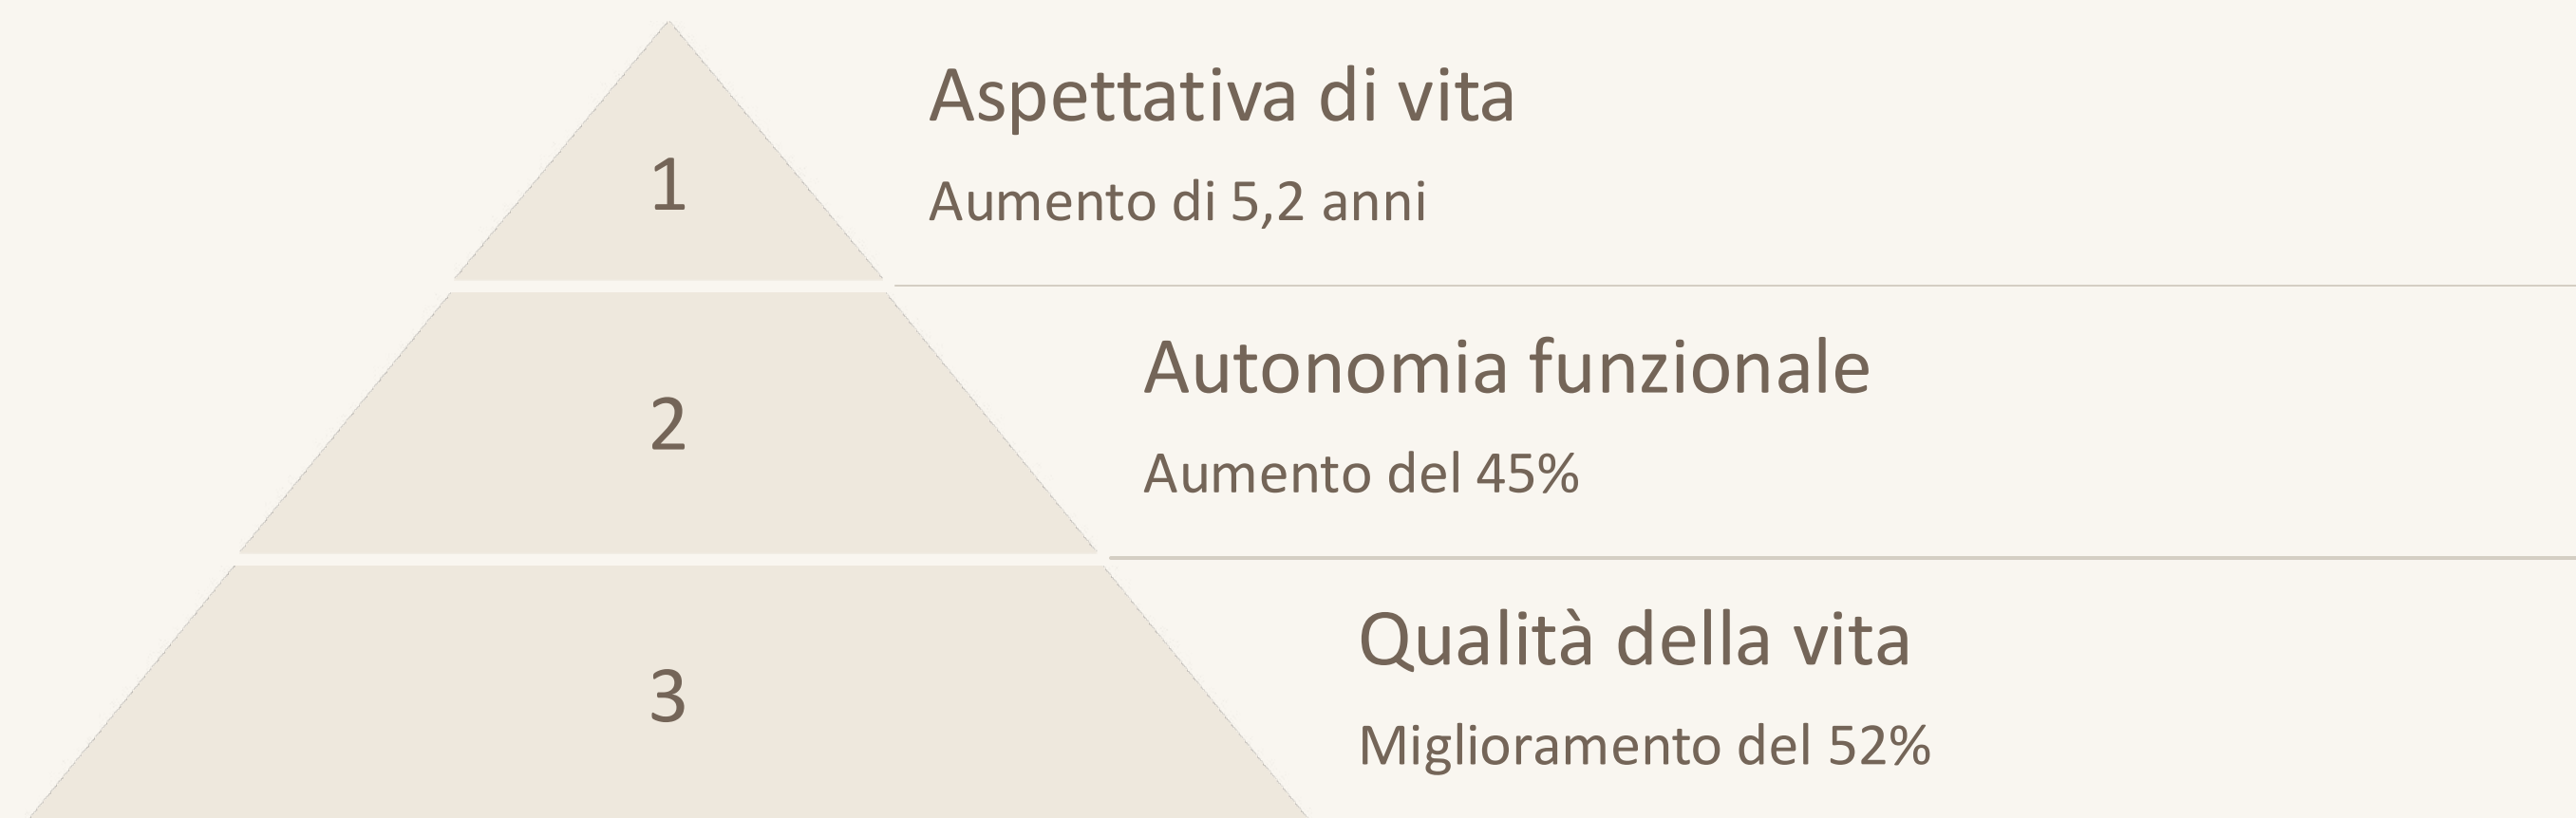 1
Aspettativa di vita
Aumento di 5,2 anni
2
Autonomia funzionale
Aumento del 45%
3
Qualità della vita
Miglioramento del 52%